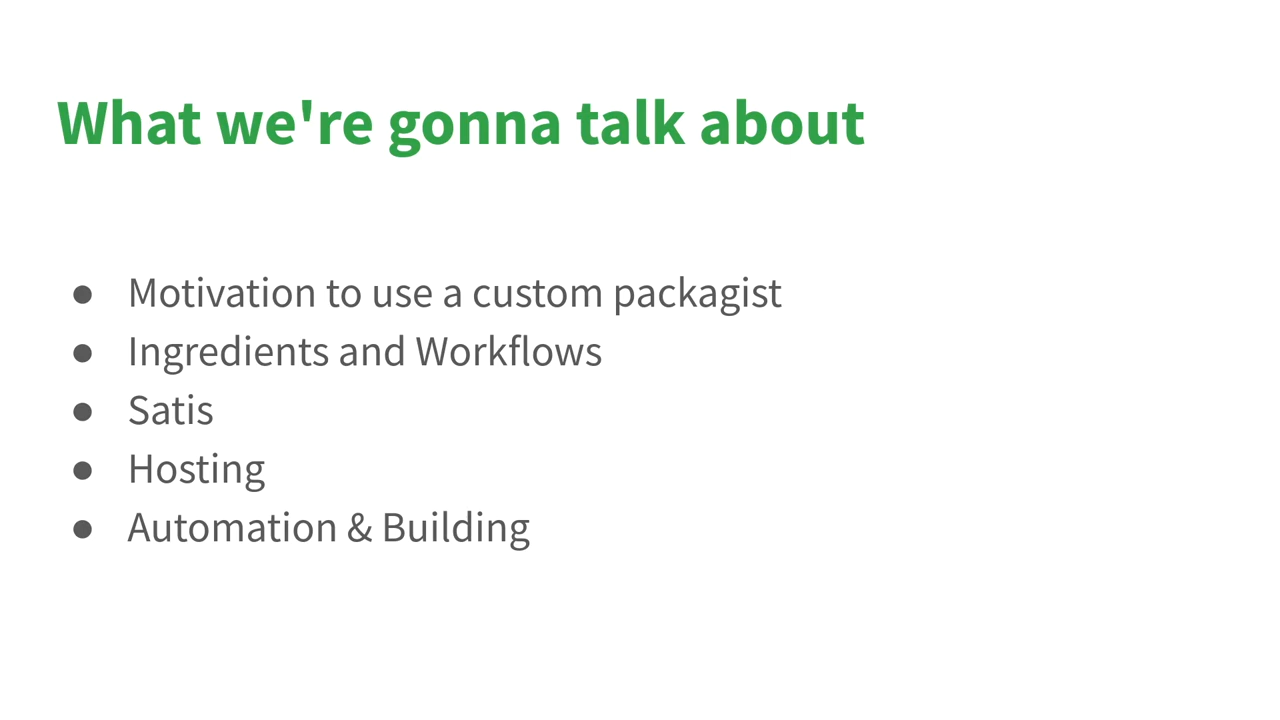 What we're gonna talk about
● Motivation to use a custom packagist
● Ingredients and Workflows
● Satis
● Hosting
● Automation & Building